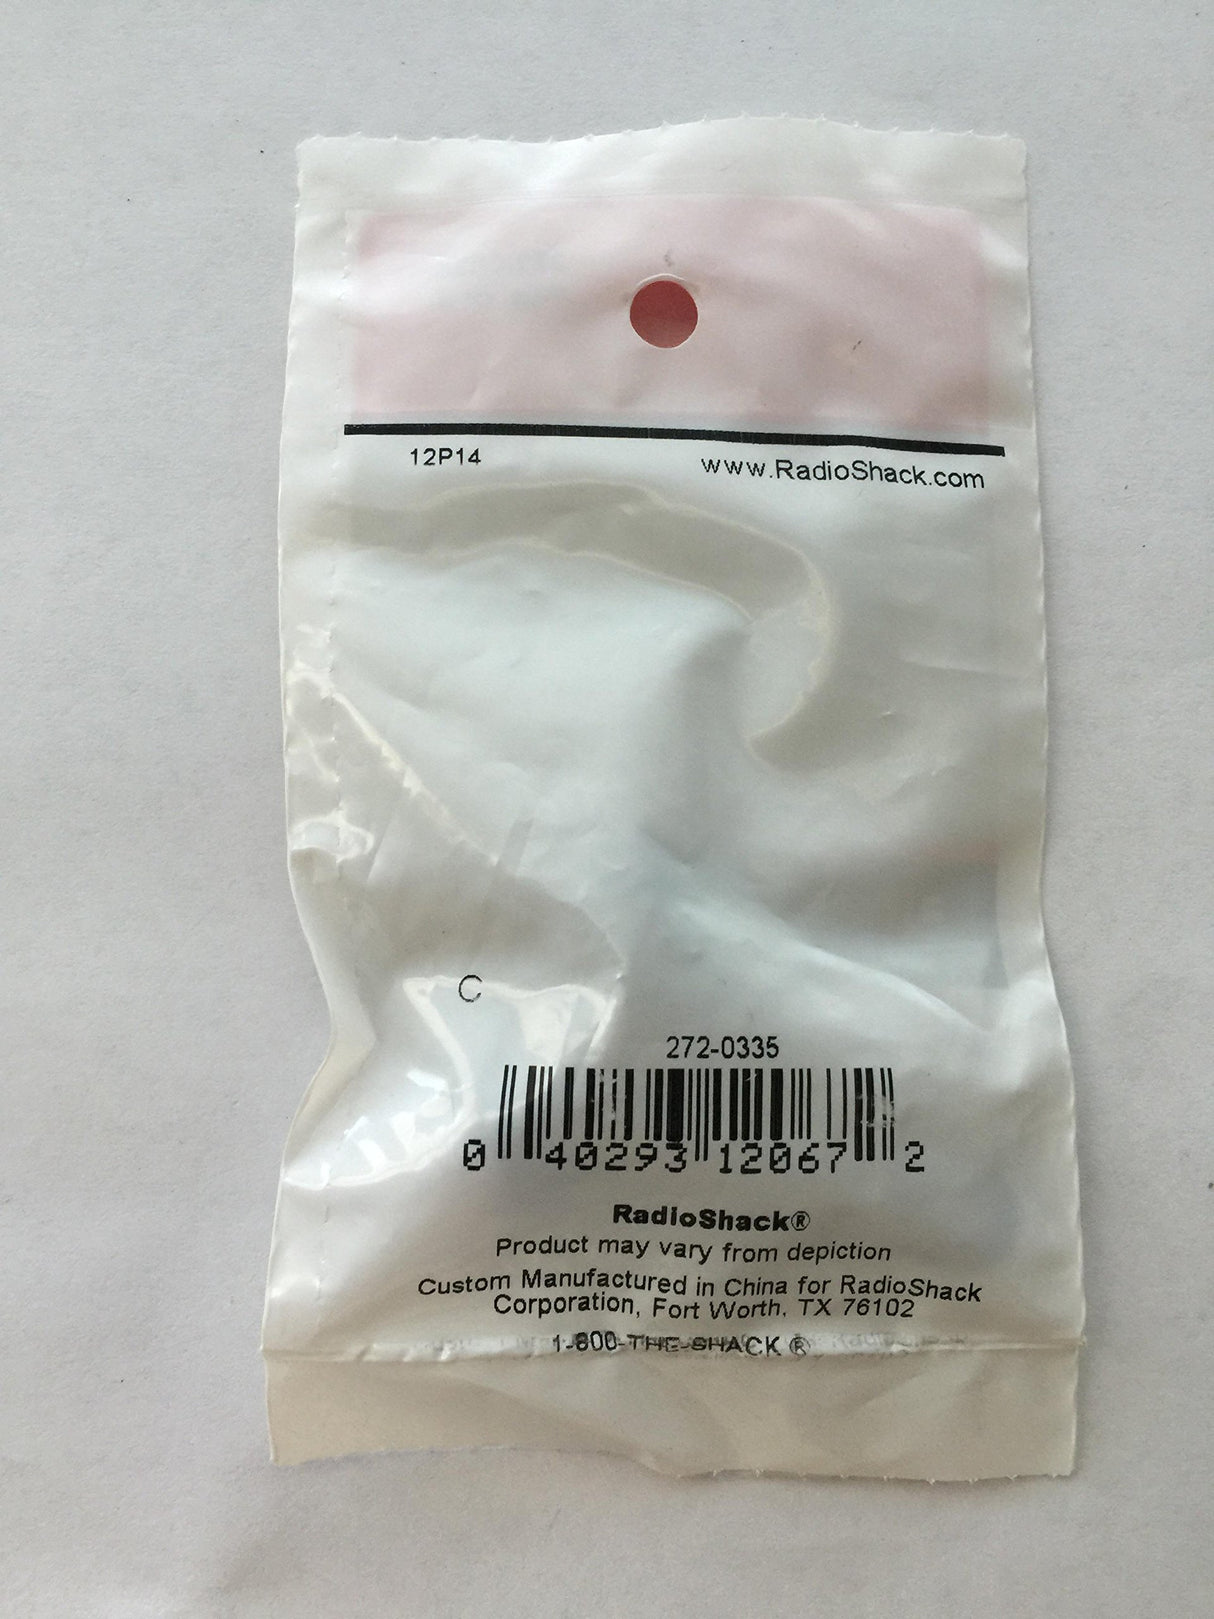 12P14
www.RadioShack.com
C
272-0335
0 40293 12067 2
RadioShack®
Product may vary from depiction
Custom Manufactured in China for RadioShack
Corporation, Fort Worth, TX 76102
1-800-THE-SHACK ®